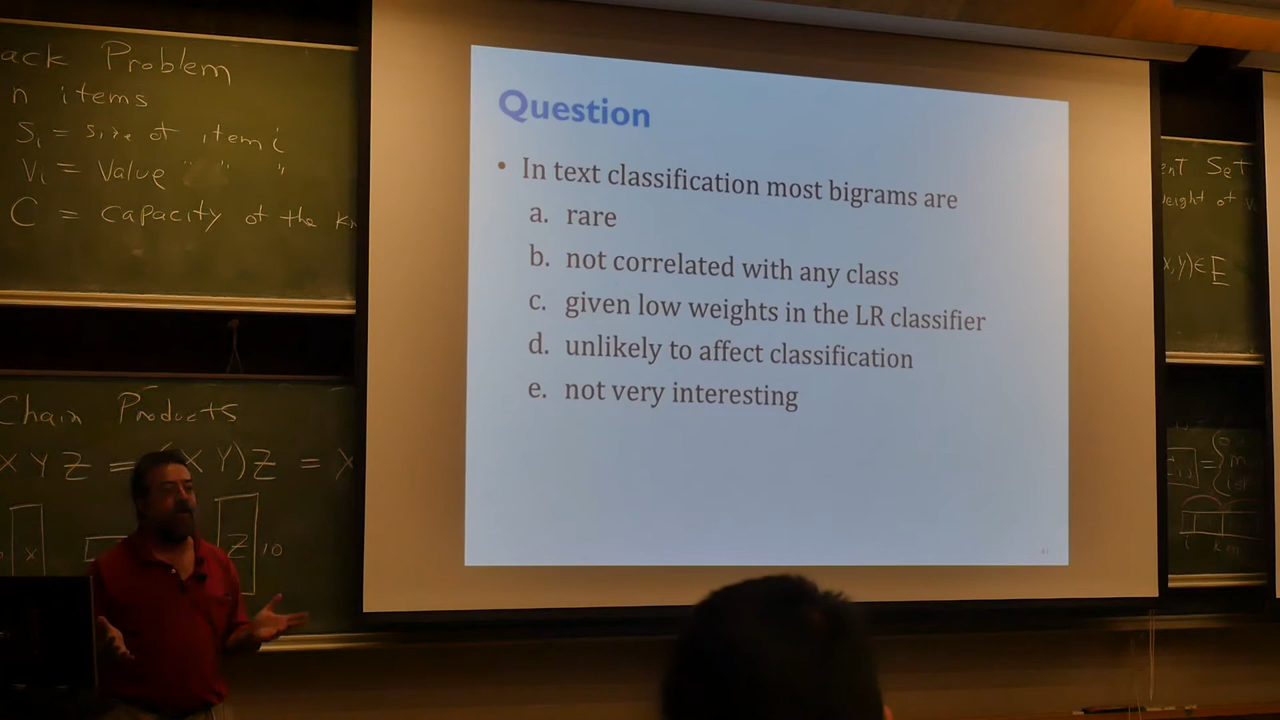 ack Problem
n items
Si = size of item i
Vi = Value " " "
C = capacity of the Kn
Chain Products
X Y Z = (X Y)Z = X
x
Z 10
Question
• In text classification most bigrams are
a. rare
b. not correlated with any class
c. given low weights in the LR classifier
d. unlikely to affect classification
e. not very interesting
41
ent Set
eight of V
x,y)∈E